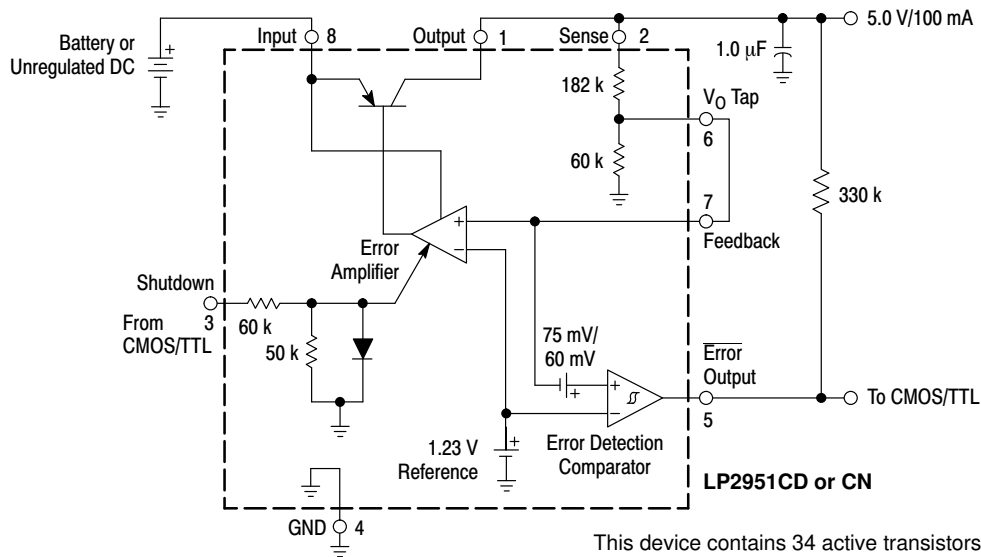 5.0 V/100 mA
Battery or
Unregulated DC
+
Input
8
Output
1
Sense
2
1.0 µF
+
182 k
VO Tap
6
60 k
330 k
7
Feedback
+
−
Error
Amplifier
Shutdown
3
From
CMOS/TTL
60 k
50 k
75 mV/
60 mV
+
+
−
Error
Output
5
To CMOS/TTL
1.23 V
Reference
+
Error Detection
Comparator
LP2951CD or CN
GND
4
This device contains 34 active transistors